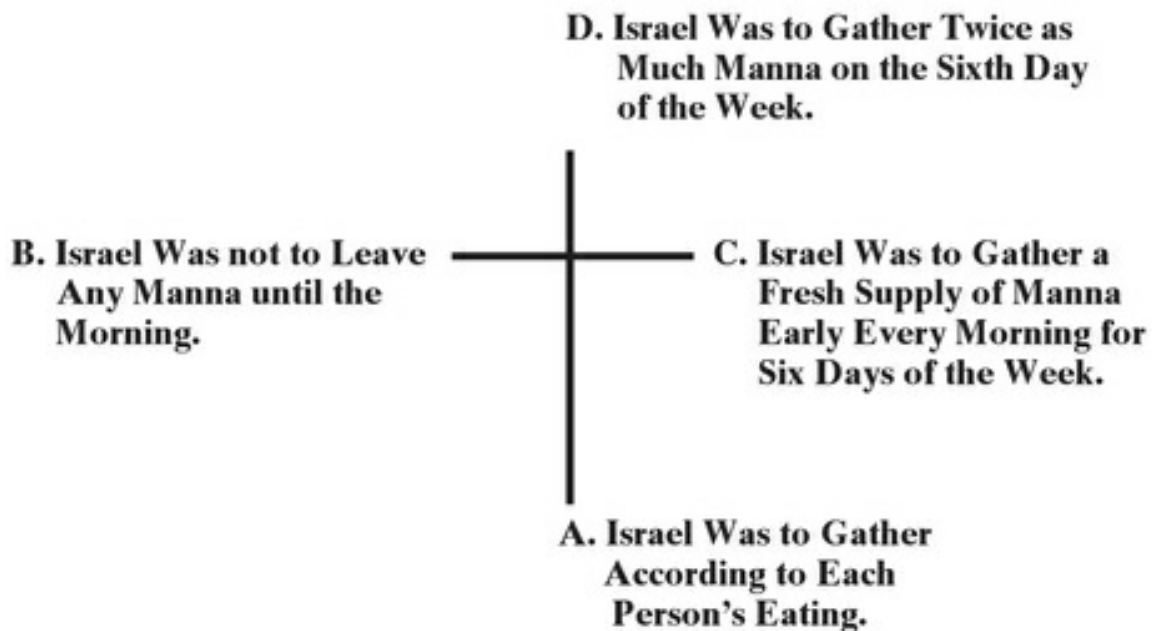 D. Israel Was to Gather Twice as
Much Manna on the Sixth Day
of the Week.
B. Israel Was not to Leave
Any Manna until the
Morning.
C. Israel Was to Gather a
Fresh Supply of Manna
Early Every Morning for
Six Days of the Week.
A. Israel Was to Gather
According to Each
Person's Eating.